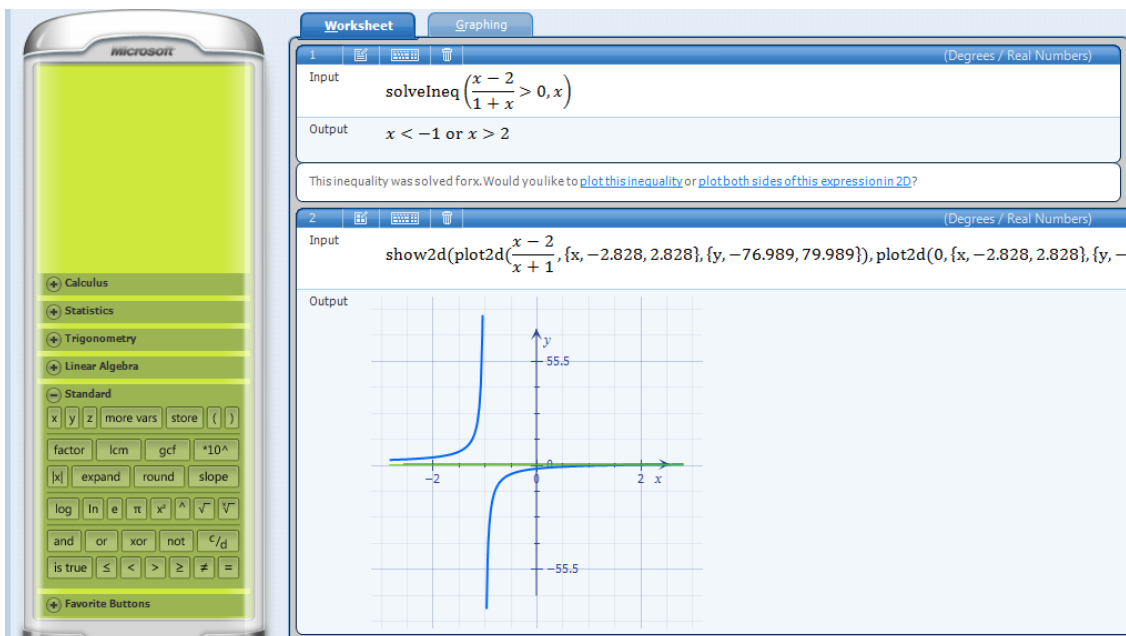 Microsoft
Calculus
Statistics
Trigonometry
Linear Algebra
Standard
x y z more vars store ( )
factor lcm gcf *10^
|x| expand round slope
log ln e π x² ^ √ ∜
and or xor not c/d
is true ≤ < > ≥ ≠ =
Favorite Buttons
Worksheet Graphing
1 (Degrees / Real Numbers)
Input
solveIneq((x − 2)/(1 + x) > 0, x)
Output
x < −1 or x > 2
This inequality was solved forx. Would you like to plot this inequality or plot both sides of this expression in 2D?
2 (Degrees / Real Numbers)
Input
show2d(plot2d((x − 2)/(x + 1), {x, −2.828, 2.828}, {y, −76.989, 79.989}), plot2d(0, {x, −2.828, 2.828}, {y, −
Output
y
55.5
0
−2 0 2 x
−55.5